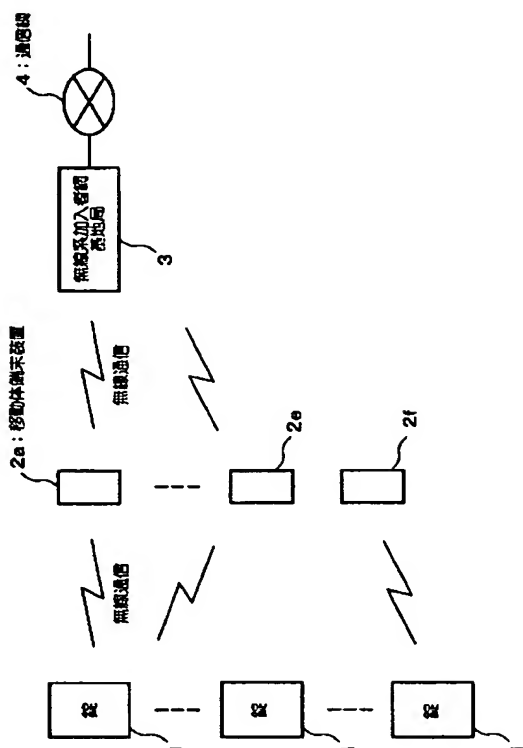 4：通信網
無線系加入者網
基地局
3
2a：移動体端末装置
無線通信
2e
2f
無線通信
錠
錠
錠